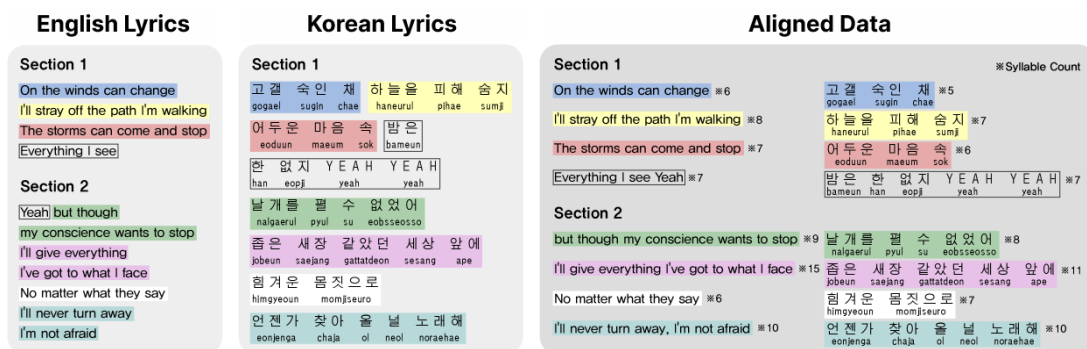 English Lyrics
Section 1
On the winds can change
I'll stray off the path I'm walking
The storms can come and stop
Everything I see
Section 2
Yeah but though
my conscience wants to stop
I'll give everything
I've got to what I face
No matter what they say
I'll never turn away
I'm not afraid
Korean Lyrics
고갤 숙인 채 하늘을 피해 숨지
gogael sugin chae haneurul pihae sumji
어두운 마음 속 밤은
eoduun maeum sok bameun
한 없지 YEAH YEAH
han eopji yeah yeah
날개를 펼 수 없었어
nalgaerul pyul su eobsseosso
좁은 새장 같았던 세상 앞에
jobeun saejang gattatdeon sesang ape
힘겨운 몸짓으로
himgyeoun momjiseuro
언젠가 찾아 올 널 노래해
eonjenga chaja ol neol noraehae
Aligned Data
Section 1
※Syllable Count
On the winds can change ※6 고갤 숙인 채 ※5
gogael sugin chae
I'll stray off the path I'm walking ※8 하늘을 피해 숨지 ※7
haneurul pihae sumji
The storms can come and stop ※7 어두운 마음 속 ※6
eoduun maeum sok
Everything I see Yeah ※7 밤은 한 없지 YEAH YEAH ※7
bameun han eopji yeah yeah
Section 2
but though my conscience wants to stop ※9 날개를 펼 수 없었어 ※8
nalgaerul pyul su eobsseosso
I'll give everything I've got to what I face ※15 좁은 새장 같았던 세상 앞에 ※11
jobeun saejang gattatdeon sesang ape
No matter what they say ※6 힘겨운 몸짓으로 ※7
himgyeoun momjiseuro
I'll never turn away, I'm not afraid ※10 언젠가 찾아 올 널 노래해 ※10
eonjenga chaja ol neol noraehae